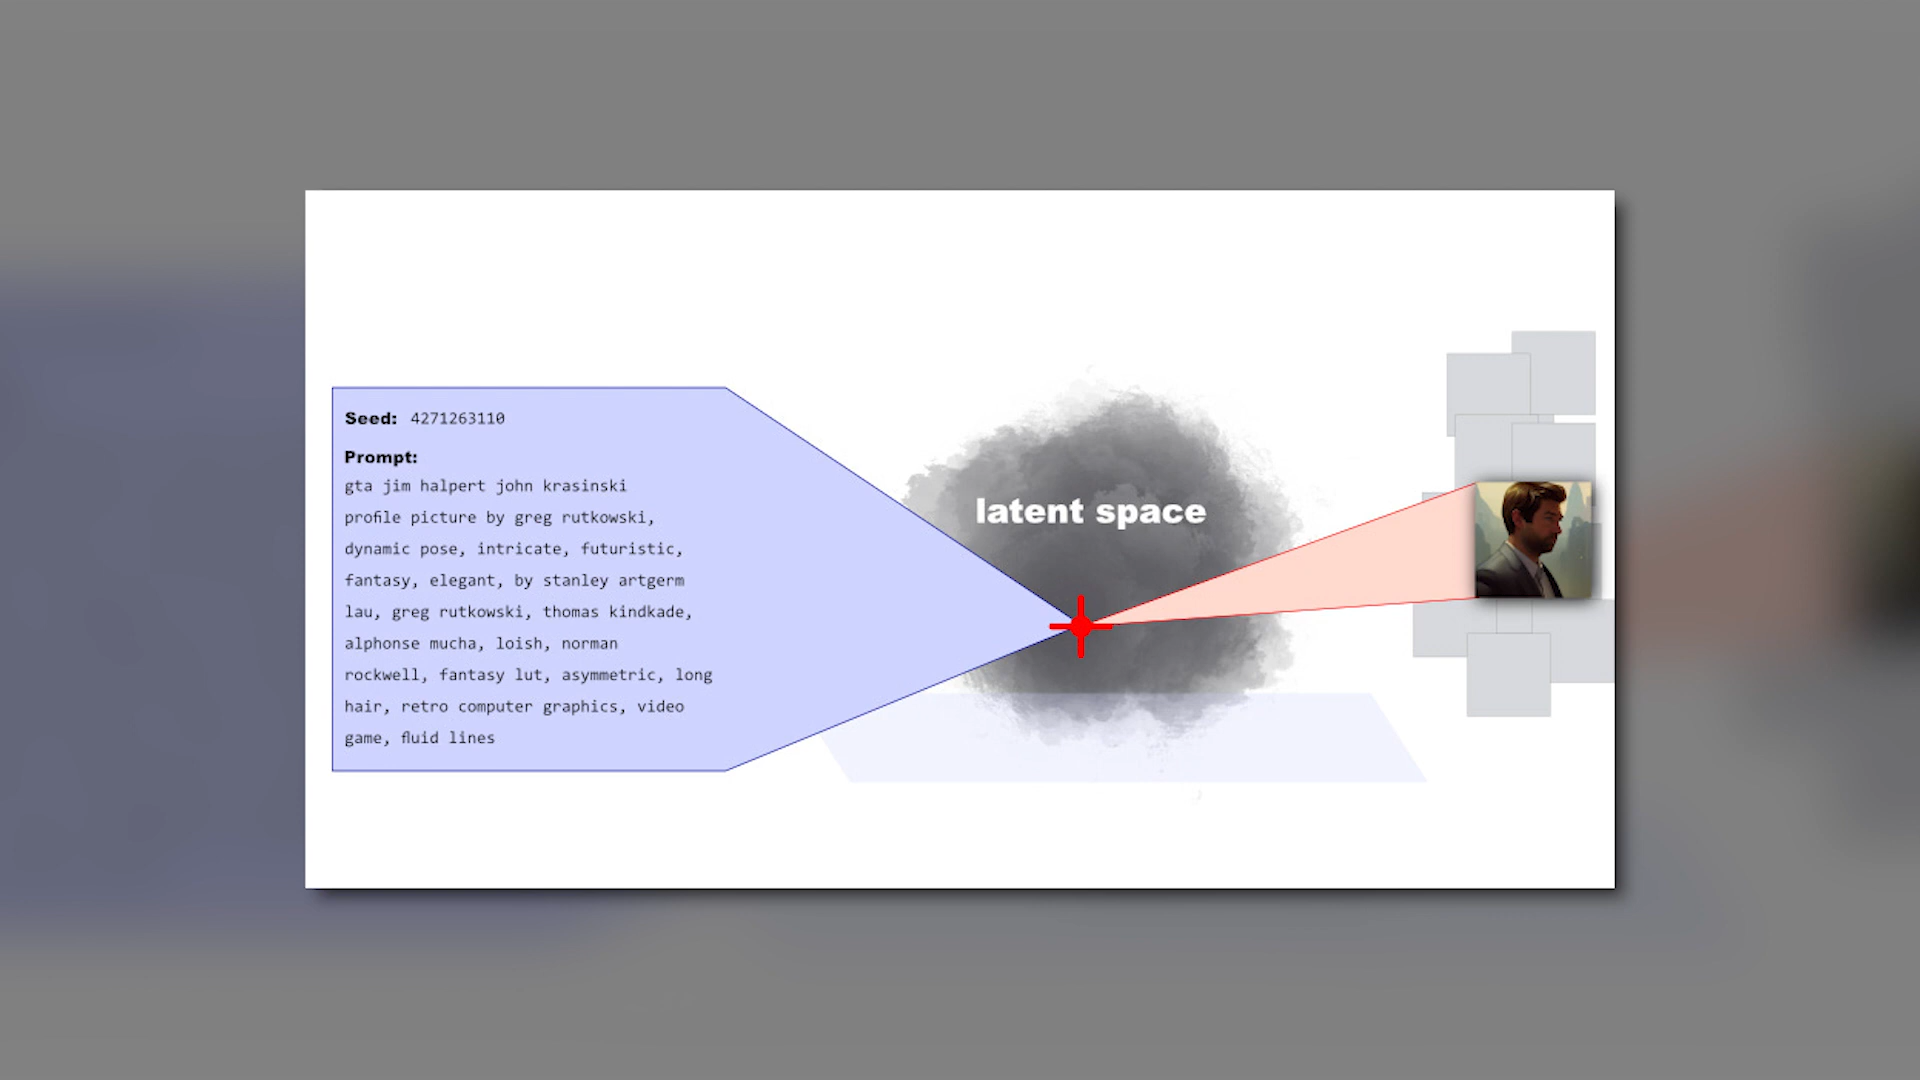 Seed: 4271263110
Prompt:
gta jim halpert john krasinski
profile picture by greg rutkowski,
dynamic pose, intricate, futuristic,
fantasy, elegant, by stanley artgerm
lau, greg rutkowski, thomas kindkade,
alphonse mucha, loish, norman
rockwell, fantasy lut, asymmetric, long
hair, retro computer graphics, video
game, fluid lines
latent space